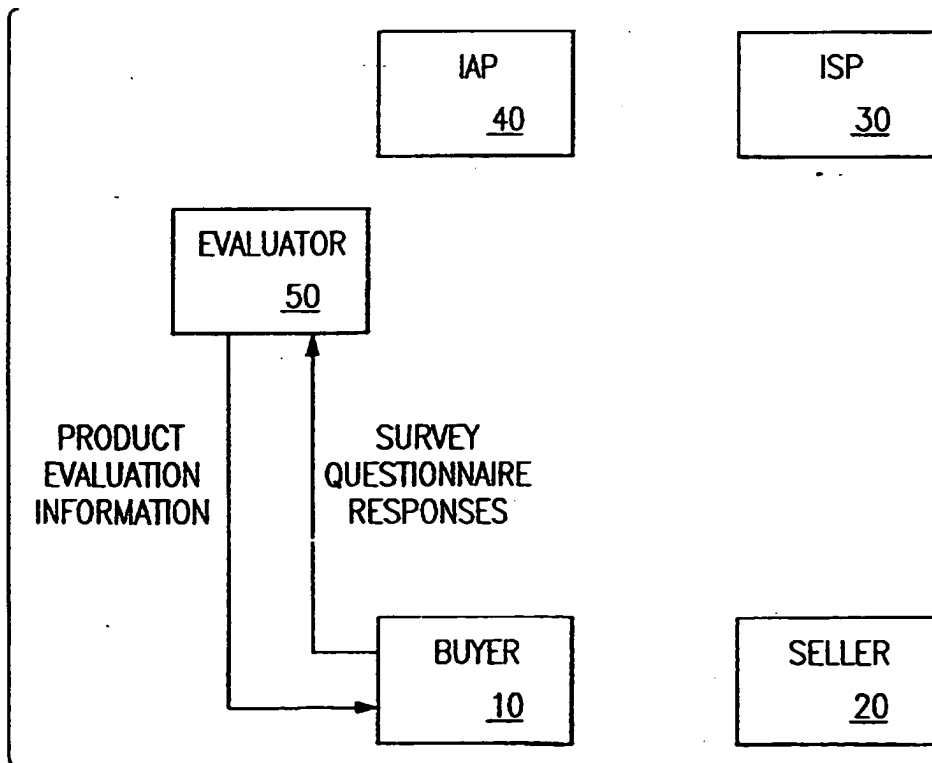 IAP
40
ISP
30
EVALUATOR
50
PRODUCT
EVALUATION
INFORMATION
SURVEY
QUESTIONNAIRE
RESPONSES
BUYER
10
SELLER
20